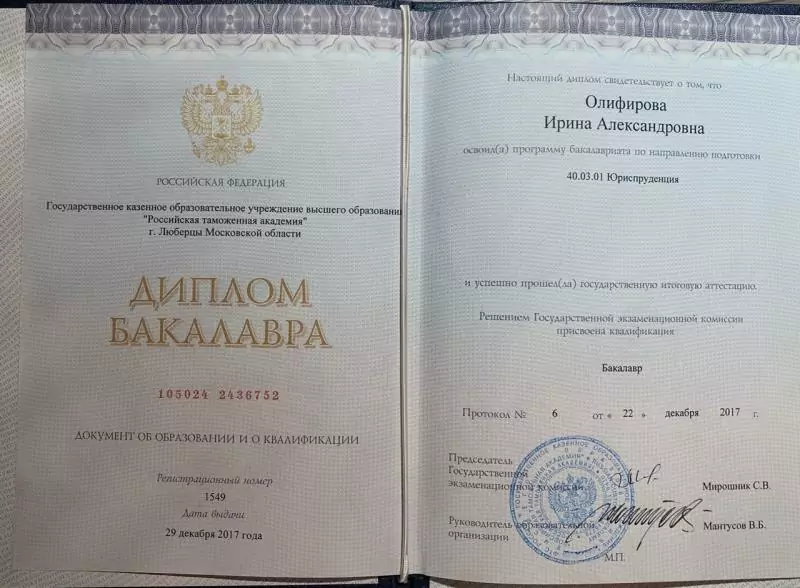 РОССИЙСКАЯ ФЕДЕРАЦИЯ
Государственное казенное образовательное учреждение высшего образования
"Российская таможенная академия"
г. Люберцы Московской области
ДИПЛОМ
БАКАЛАВРА
105024 2436752
ДОКУМЕНТ ОБ ОБРАЗОВАНИИ И О КВАЛИФИКАЦИИ
Регистрационный номер
1549
Дата выдачи
29 декабря 2017 года
Настоящий диплом свидетельствует о том, что
Олифирова
Ирина Александровна
освоил(а) программу бакалавриата по направлению подготовки
40.03.01 Юриспруденция
и успешно прошел(ла) государственную итоговую аттестацию.
Решением Государственной экзаменационной комиссии
присвоена квалификация
Бакалавр
Протокол № 6 от « 22 » декабря 2017 г.
Председатель
Государственной
экзаменационной комиссии
Мирошник С.В.
Руководитель образовательной
организации
Мантусов В.Б.
М.П.